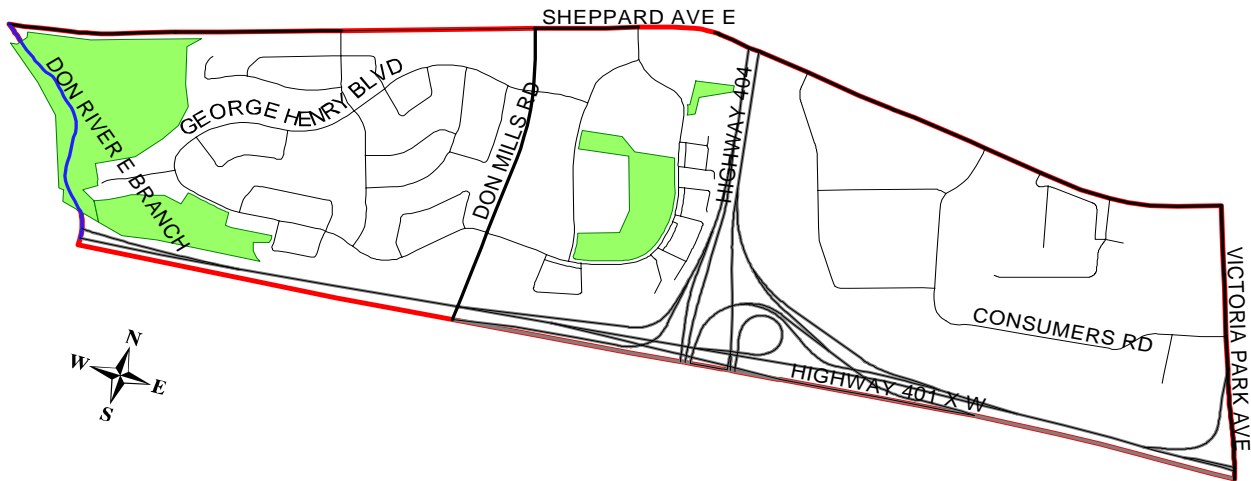 SHEPPARD AVE E
DON RIVER E BRANCH
GEORGE HENRY BLVD
DON MILLS RD
HIGHWAY 404
VICTORIA PARK AVE
CONSUMERS RD
HIGHWAY 401 X W
N
W
E
S